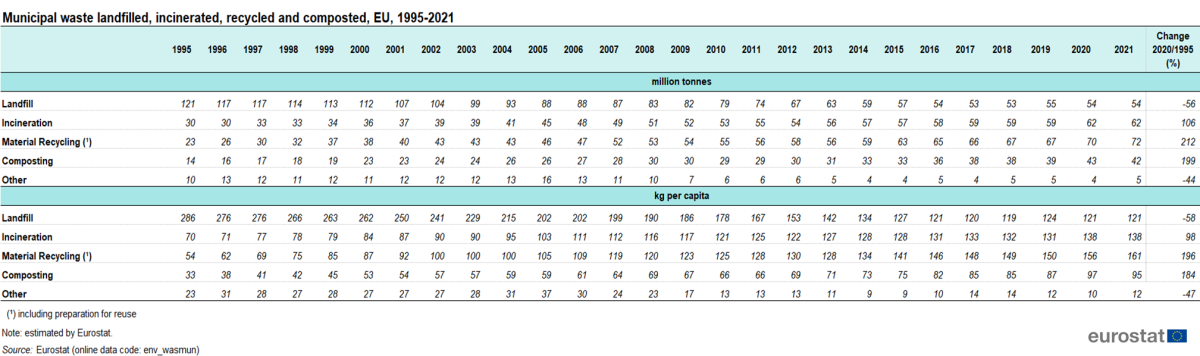 Municipal waste landfilled, incinerated, recycled and composted, EU, 1995-2021
1995 1996 1997 1998 1999 2000 2001 2002 2003 2004 2005 2006 2007 2008 2009 2010 2011 2012 2013 2014 2015 2016 2017 2018 2019 2020 2021 Change 2020/1995 (%)
million tonnes
Landfill 121 117 117 114 113 112 107 104 99 93 88 88 87 83 82 79 74 67 63 59 57 54 53 53 55 54 54 -56
Incineration 30 30 33 33 34 36 37 39 39 41 45 48 49 51 52 53 55 54 56 57 57 58 59 59 59 62 62 106
Material Recycling (¹) 23 26 30 32 37 38 40 43 43 43 46 47 52 53 54 55 56 58 56 59 63 65 66 67 67 70 72 212
Composting 14 16 17 18 19 23 23 24 24 26 26 27 28 30 30 29 29 30 31 33 33 36 38 38 39 43 42 199
Other 10 13 12 11 12 11 12 12 12 13 16 13 11 10 7 6 6 6 5 4 4 5 5 5 5 4 5 -44
kg per capita
Landfill 286 276 276 266 263 262 250 241 229 215 202 202 199 190 186 178 167 153 142 134 127 121 120 119 124 121 121 -58
Incineration 70 71 77 78 79 84 87 90 90 95 103 111 112 116 117 121 125 122 127 128 128 131 133 132 131 138 138 98
Material Recycling (¹) 54 62 69 75 85 87 92 100 100 100 105 109 119 120 123 125 128 130 128 134 141 146 148 149 150 156 161 196
Composting 33 38 41 42 45 53 54 57 57 59 59 61 64 69 67 66 66 69 71 73 75 82 85 85 87 97 95 184
Other 23 31 28 27 28 27 27 27 28 31 37 30 24 23 17 13 13 13 11 9 9 10 14 14 12 10 12 -47
(¹) including preparation for reuse
Note: estimated by Eurostat.
Source: Eurostat (online data code: env_wasmun)
eurostat